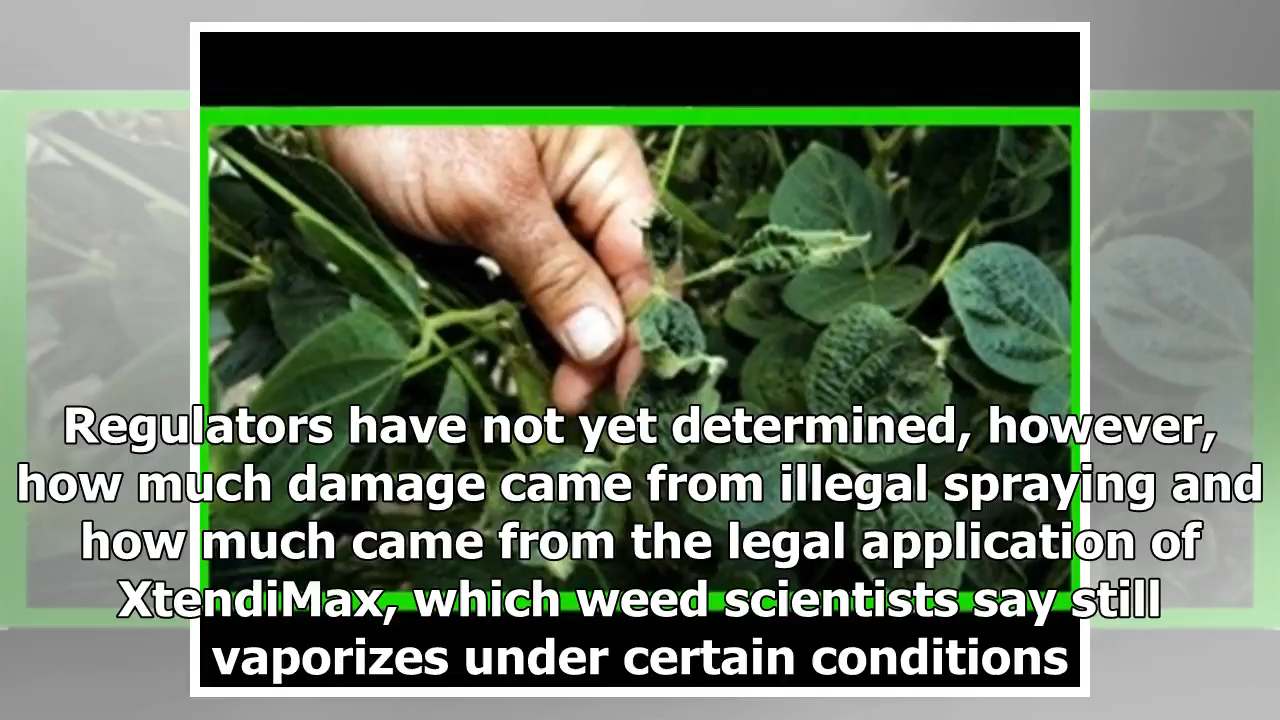 Regulators have not yet determined, however,
how much damage came from illegal spraying and
how much came from the legal application of
XtendiMax, which weed scientists say still
vaporizes under certain conditions